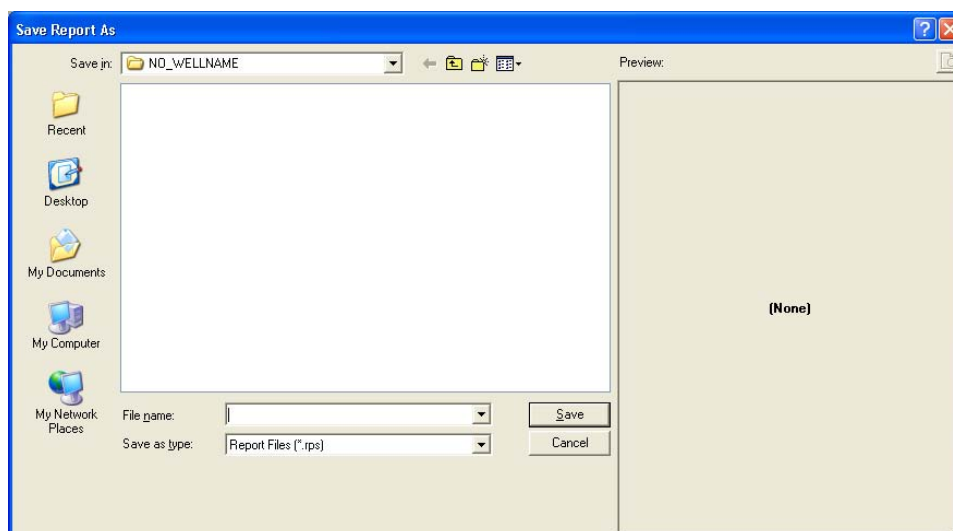 Save Report As
Save in: NO_WELLNAME
Preview:
Recent
Desktop
My Documents
My Computer
My Network
Places
(None)
File name:
Save
Save as type: Report Files (*.rps)
Cancel